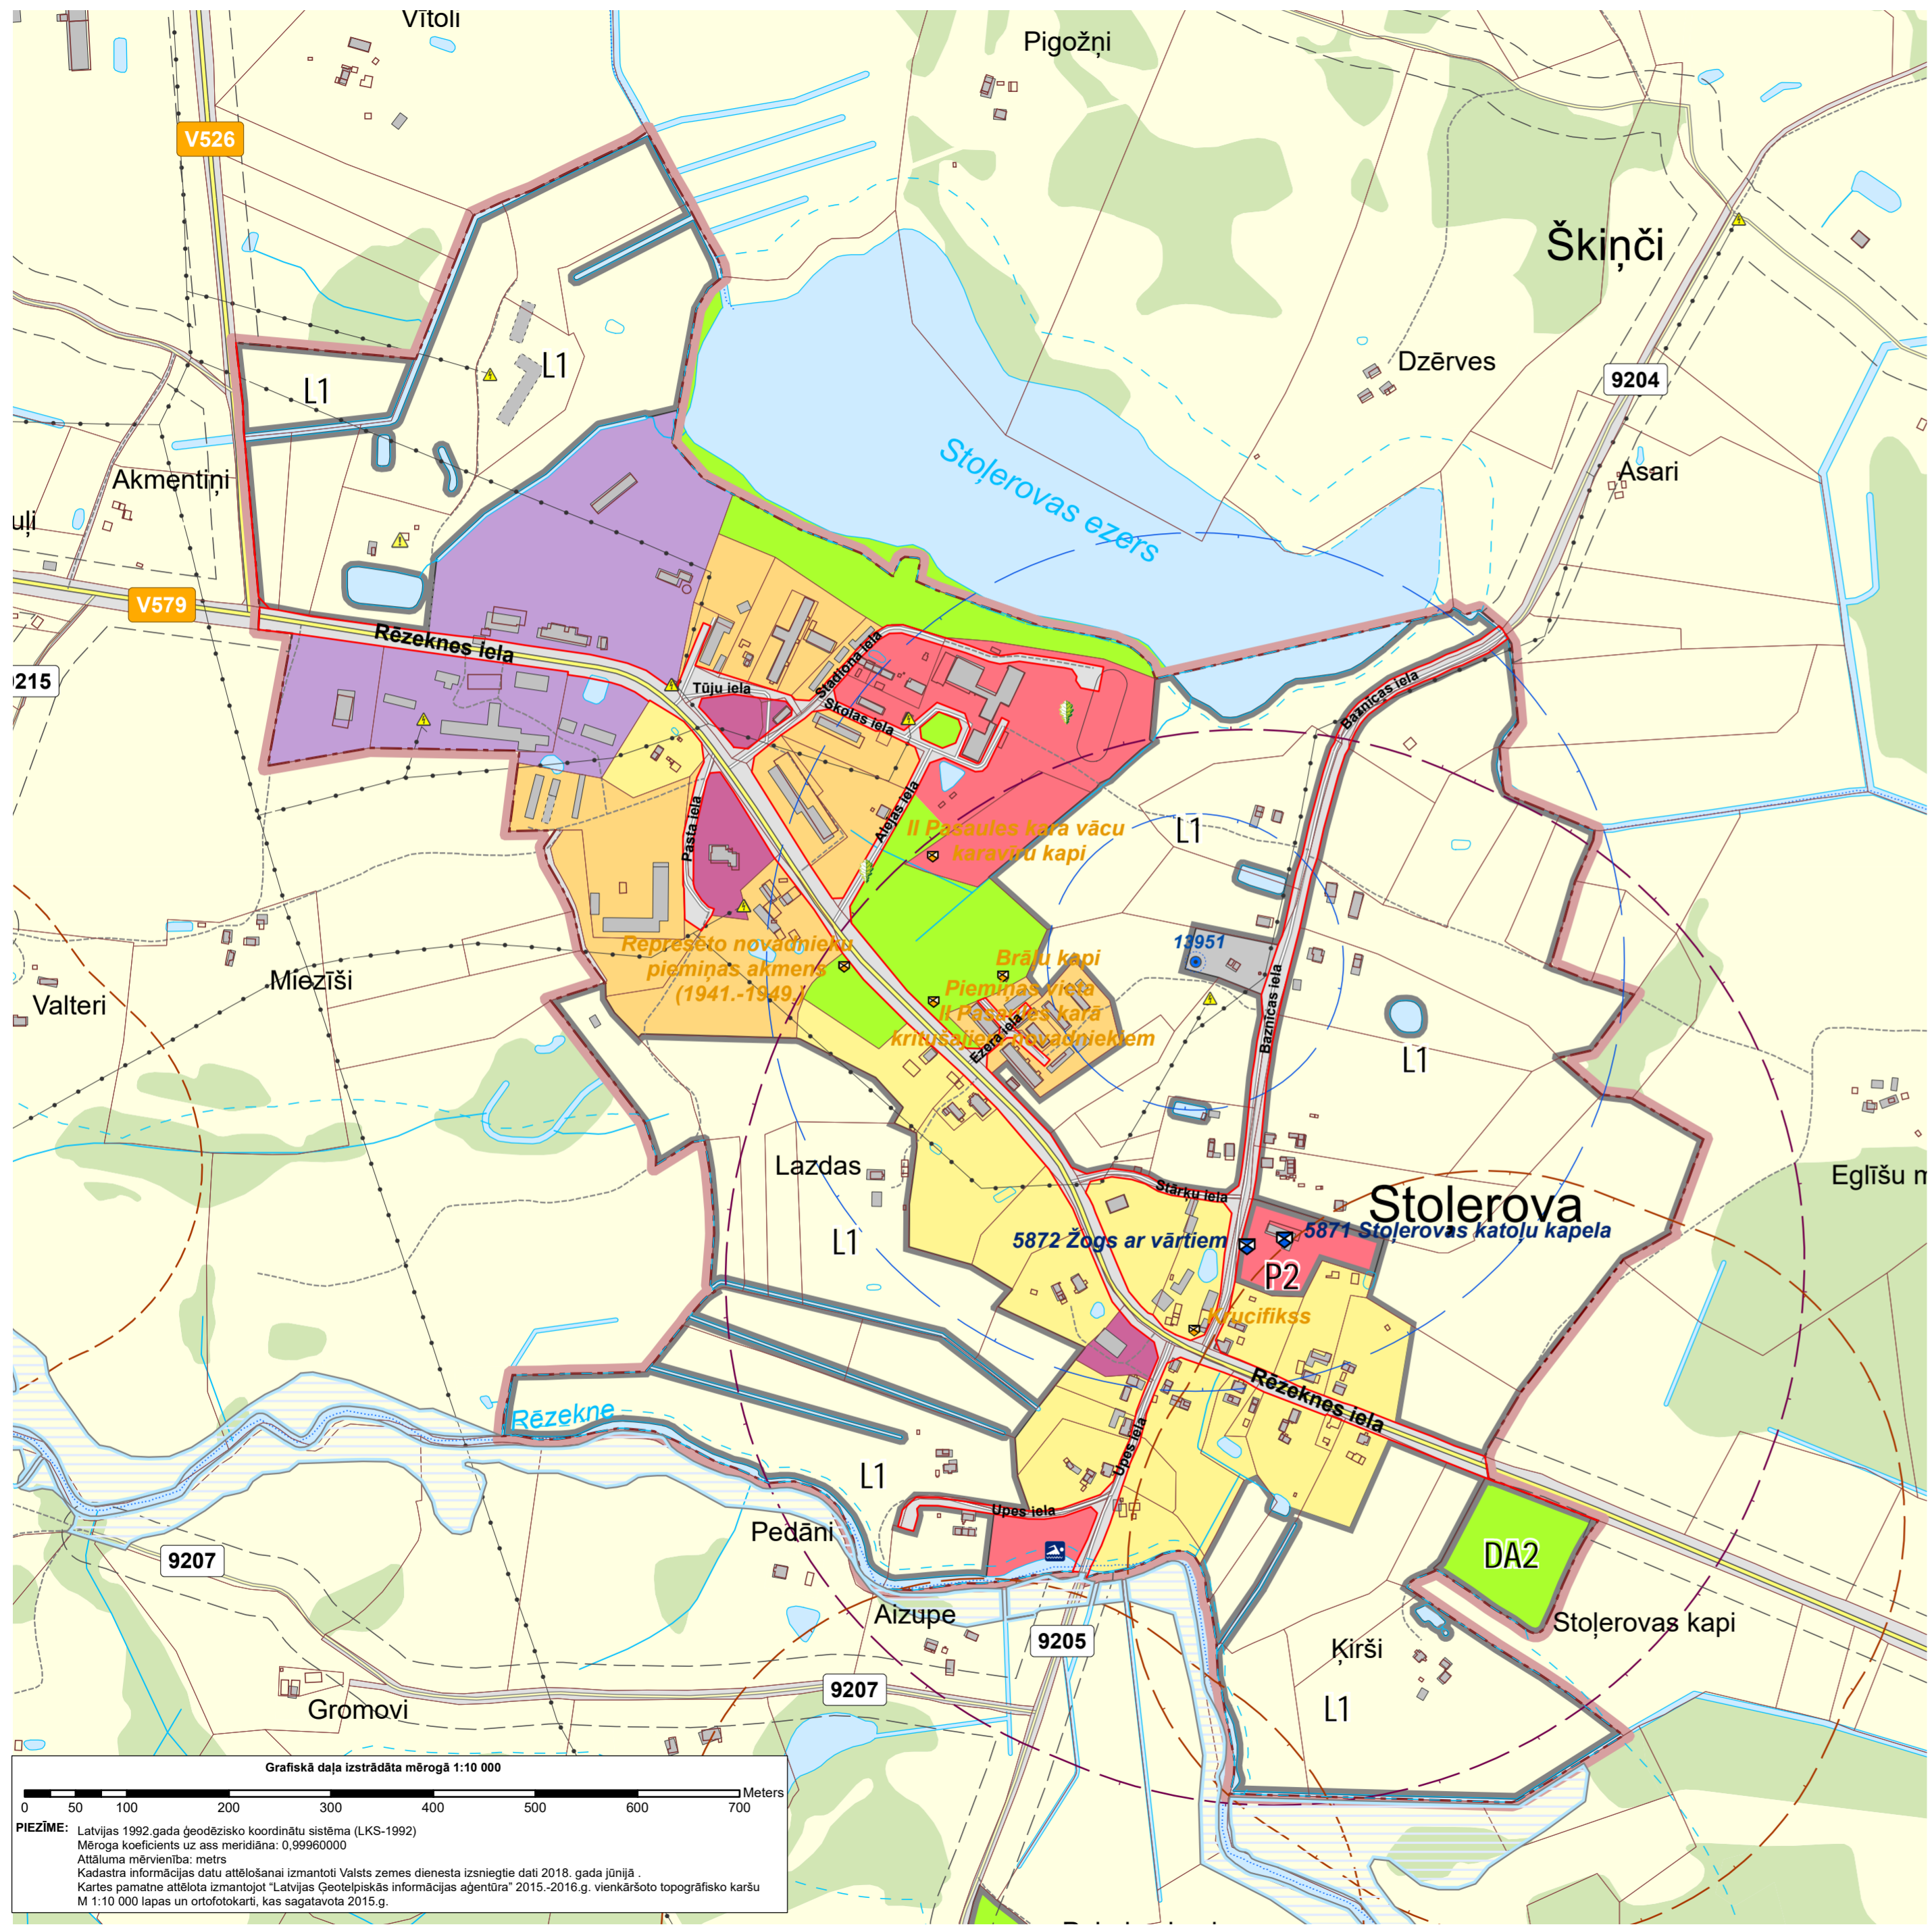 Vītoli
Pigožņi
V526
Škiņči
L1
L1
Dzērves
9204
Akmentiņi
Stoļerovas ezers
Asari
uļi
V579
Rēzeknes iela
9215
Tūju iela
Stadiona iela
Skolas iela
Baznīcas iela
Pasta iela
Alejas iela
II Pasaules kara vācu
karavīru kapi
L1
Represēto novadnieku
piemiņas akmens
(1941.-1949.)
13951
Brāļu kapi
Piemiņas vieta
II Pasaules karā
kritušajiem novadniekiem
Ezera iela
Baznīcas iela
Miezīši
Valteri
L1
Lazdas
Stārķu iela
Stoļerova
Eglīšu m
L1
5872 Žogs ar vārtiem
5871 Stoļerovas katoļu kapela
P2
Krucifikss
Rēzekne
Rēzeknes iela
Upes iela
L1
Upes iela
Pedāni
DA2
9207
Aizupe
9205
Stoļerovas kapi
Ķirši
9207
Gromovi
L1
Grafiskā daļa izstrādāta mērogā 1:10 000
Meters
0 50 100 200 300 400 500 600 700
PIEZĪME: Latvijas 1992.gada ģeodēzisko koordinātu sistēma (LKS-1992)
Mēroga koeficients uz ass meridiāna: 0,99960000
Attāluma mērvienība: metrs
Kadastra informācijas datu attēlošanai izmantoti Valsts zemes dienesta izsniegtie dati 2018. gada jūnijā .
Kartes pamatne attēlota izmantojot “Latvijas Ģeotelpiskās informācijas aģentūra” 2015.-2016.g. vienkāršoto topogrāfisko karšu
M 1:10 000 lapas un ortofotokarti, kas sagatavota 2015.g.